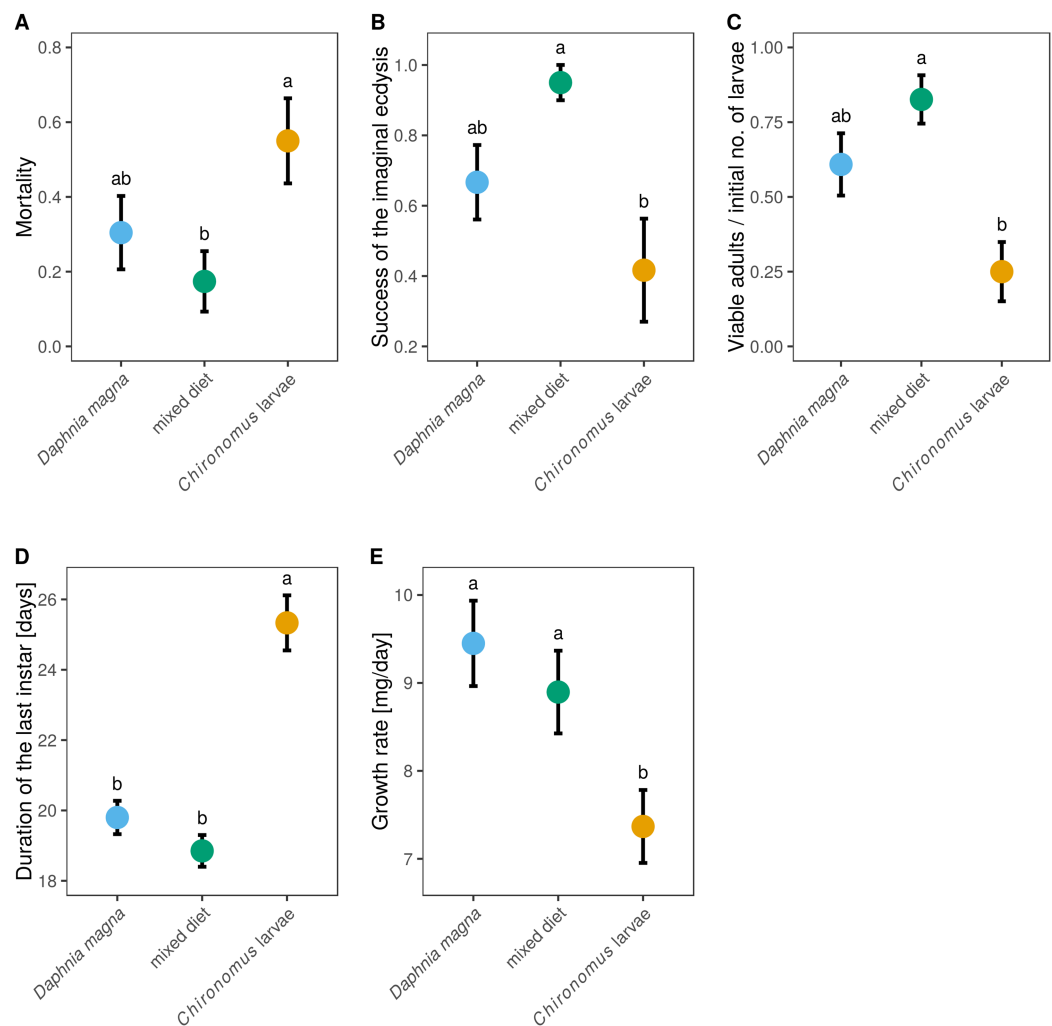 A
Mortality
0.8
0.6
0.4
0.2
0.0
ab
b
a
Daphnia magna
mixed diet
Chironomus larvae
B
Success of the imaginal ecdysis
1.0
0.8
0.6
0.4
0.2
ab
a
b
Daphnia magna
mixed diet
Chironomus larvae
C
Viable adults / initial no. of larvae
1.00
0.75
0.50
0.25
0.00
ab
a
b
Daphnia magna
mixed diet
Chironomus larvae
D
Duration of the last instar [days]
26
24
22
20
18
b
b
a
Daphnia magna
mixed diet
Chironomus larvae
E
Growth rate [mg/day]
10
9
8
7
a
a
b
Daphnia magna
mixed diet
Chironomus larvae